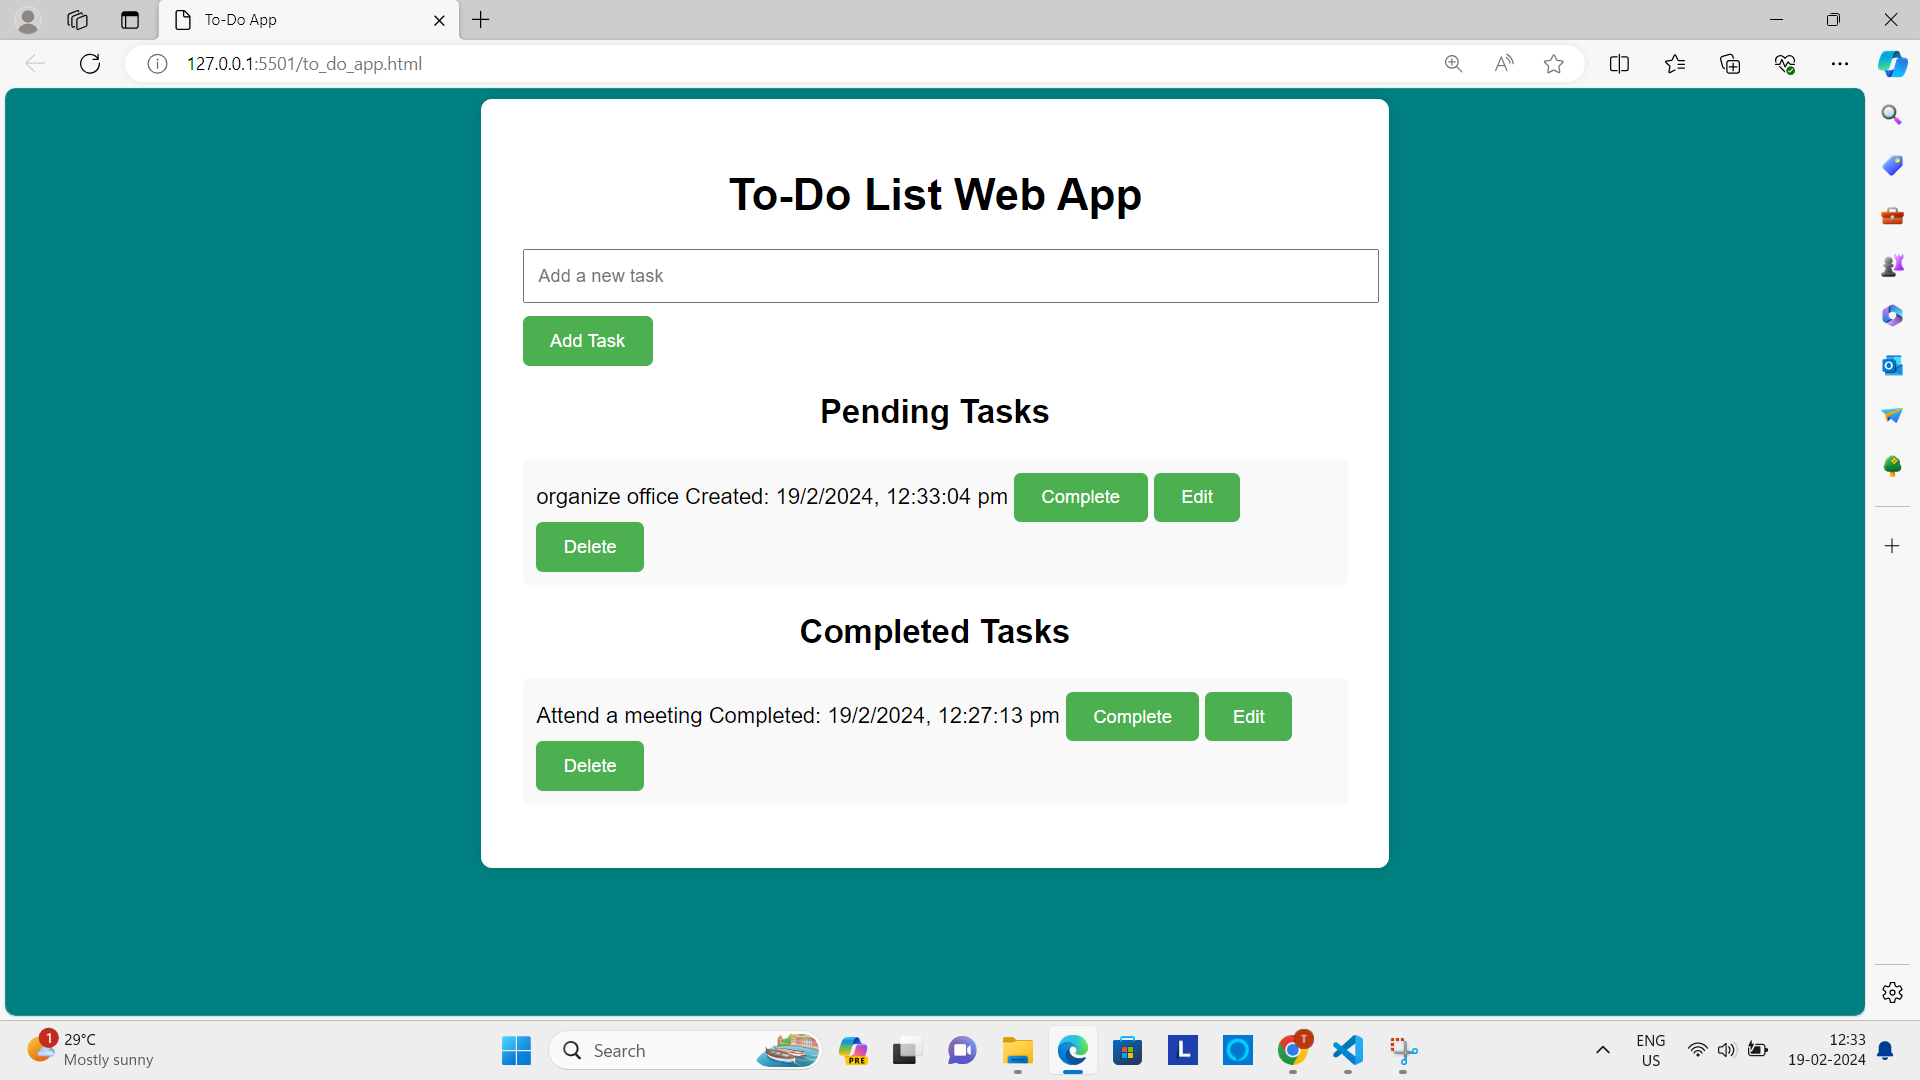 To-Do App
127.0.0.1:5501/to_do_app.html
To-Do List Web App
Add a new task
Add Task
Pending Tasks
organize office Created: 19/2/2024, 12:33:04 pm Complete Edit
Delete
Completed Tasks
Attend a meeting Completed: 19/2/2024, 12:27:13 pm Complete Edit
Delete
1 29°C
Mostly sunny
Search
PRE
L
T
ENG
US
12:33
19-02-2024